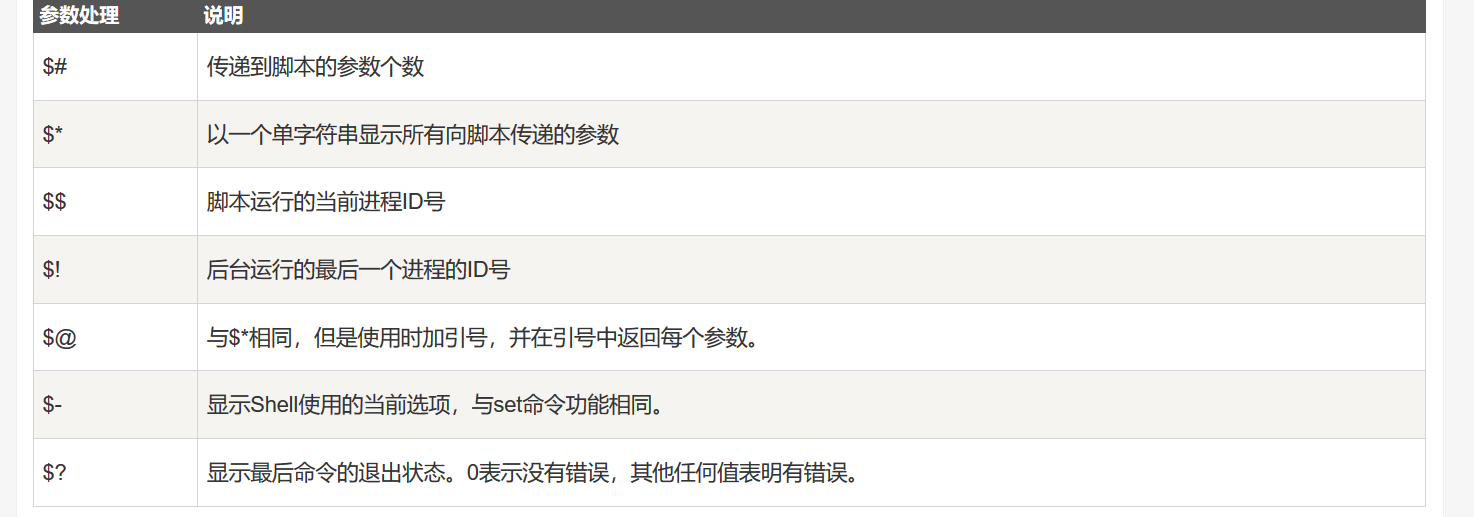 参数处理 说明
$# 传递到脚本的参数个数
$* 以一个单字符串显示所有向脚本传递的参数
$$ 脚本运行的当前进程ID号
$! 后台运行的最后一个进程的ID号
$@ 与$*相同，但是使用时加引号，并在引号中返回每个参数。
$- 显示Shell使用的当前选项，与set命令功能相同。
$? 显示最后命令的退出状态。0表示没有错误，其他任何值表明有错误。